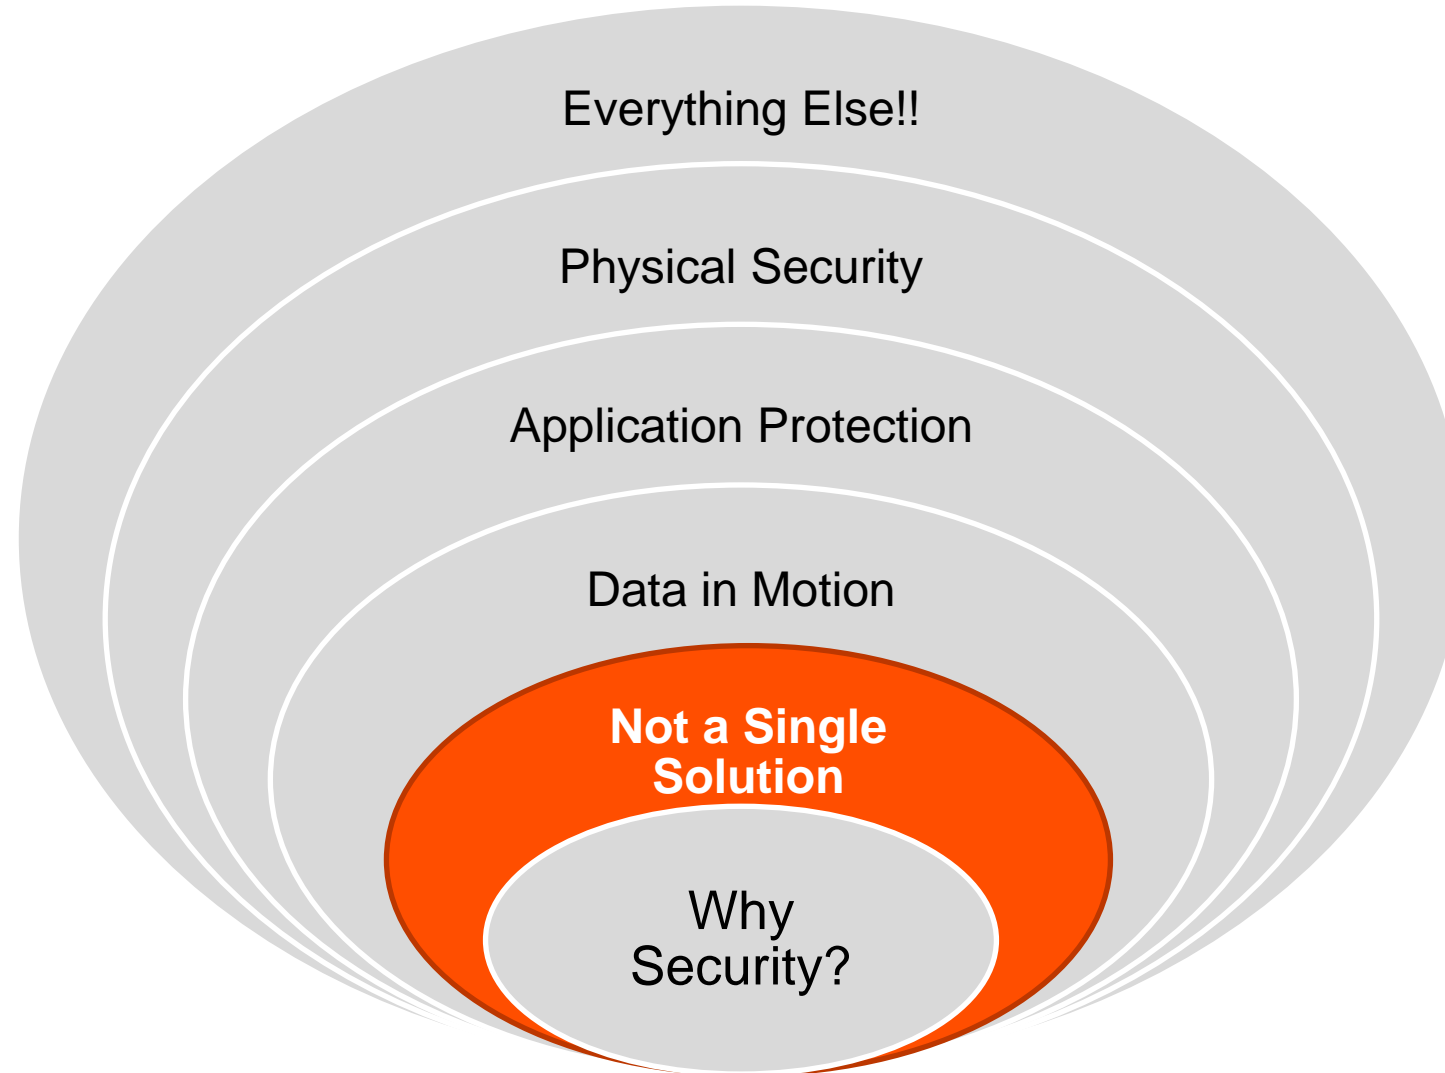 Everything Else!!
Physical Security
Application Protection
Data in Motion
Not a Single
Solution
Why
Security?